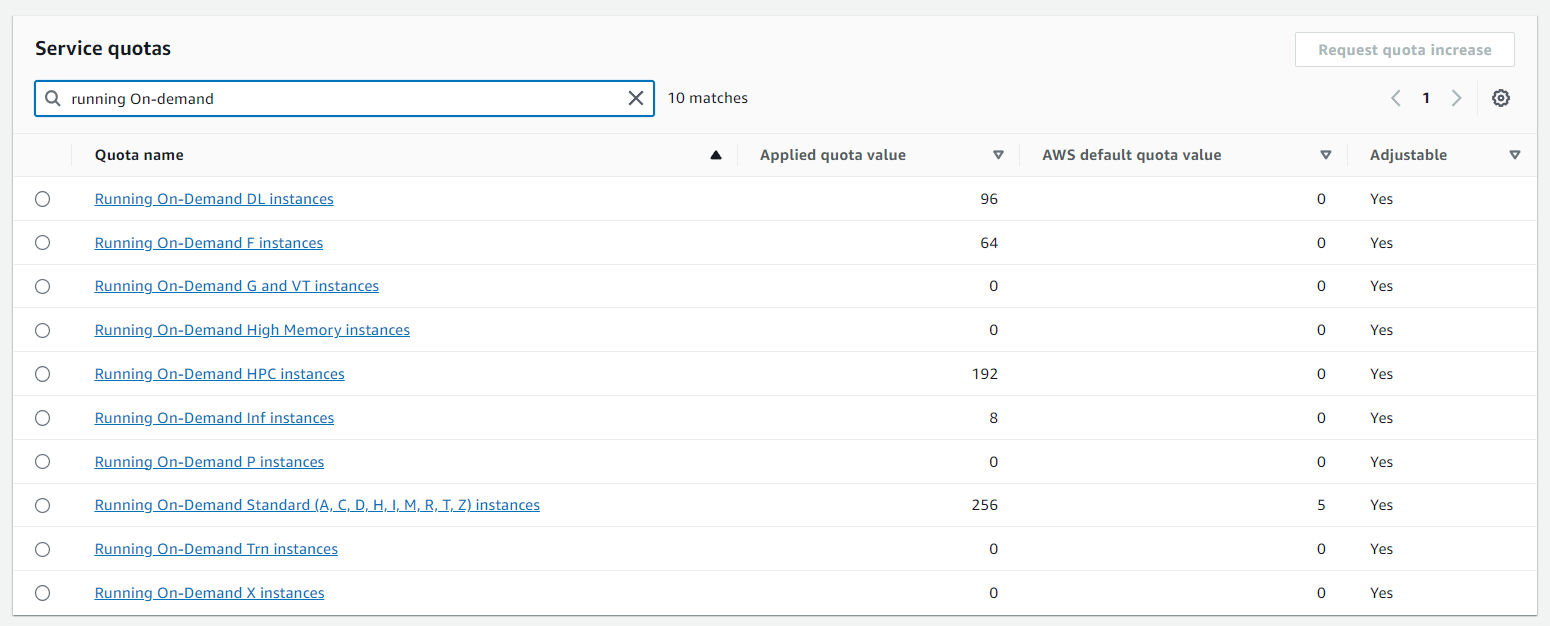 Service quotas
Request quota increase
running On-demand
10 matches
1
Quota name Applied quota value AWS default quota value Adjustable
Running On-Demand DL instances 96 0 Yes
Running On-Demand F instances 64 0 Yes
Running On-Demand G and VT instances 0 0 Yes
Running On-Demand High Memory instances 0 0 Yes
Running On-Demand HPC instances 192 0 Yes
Running On-Demand Inf instances 8 0 Yes
Running On-Demand P instances 0 0 Yes
Running On-Demand Standard (A, C, D, H, I, M, R, T, Z) instances 256 5 Yes
Running On-Demand Trn instances 0 0 Yes
Running On-Demand X instances 0 0 Yes